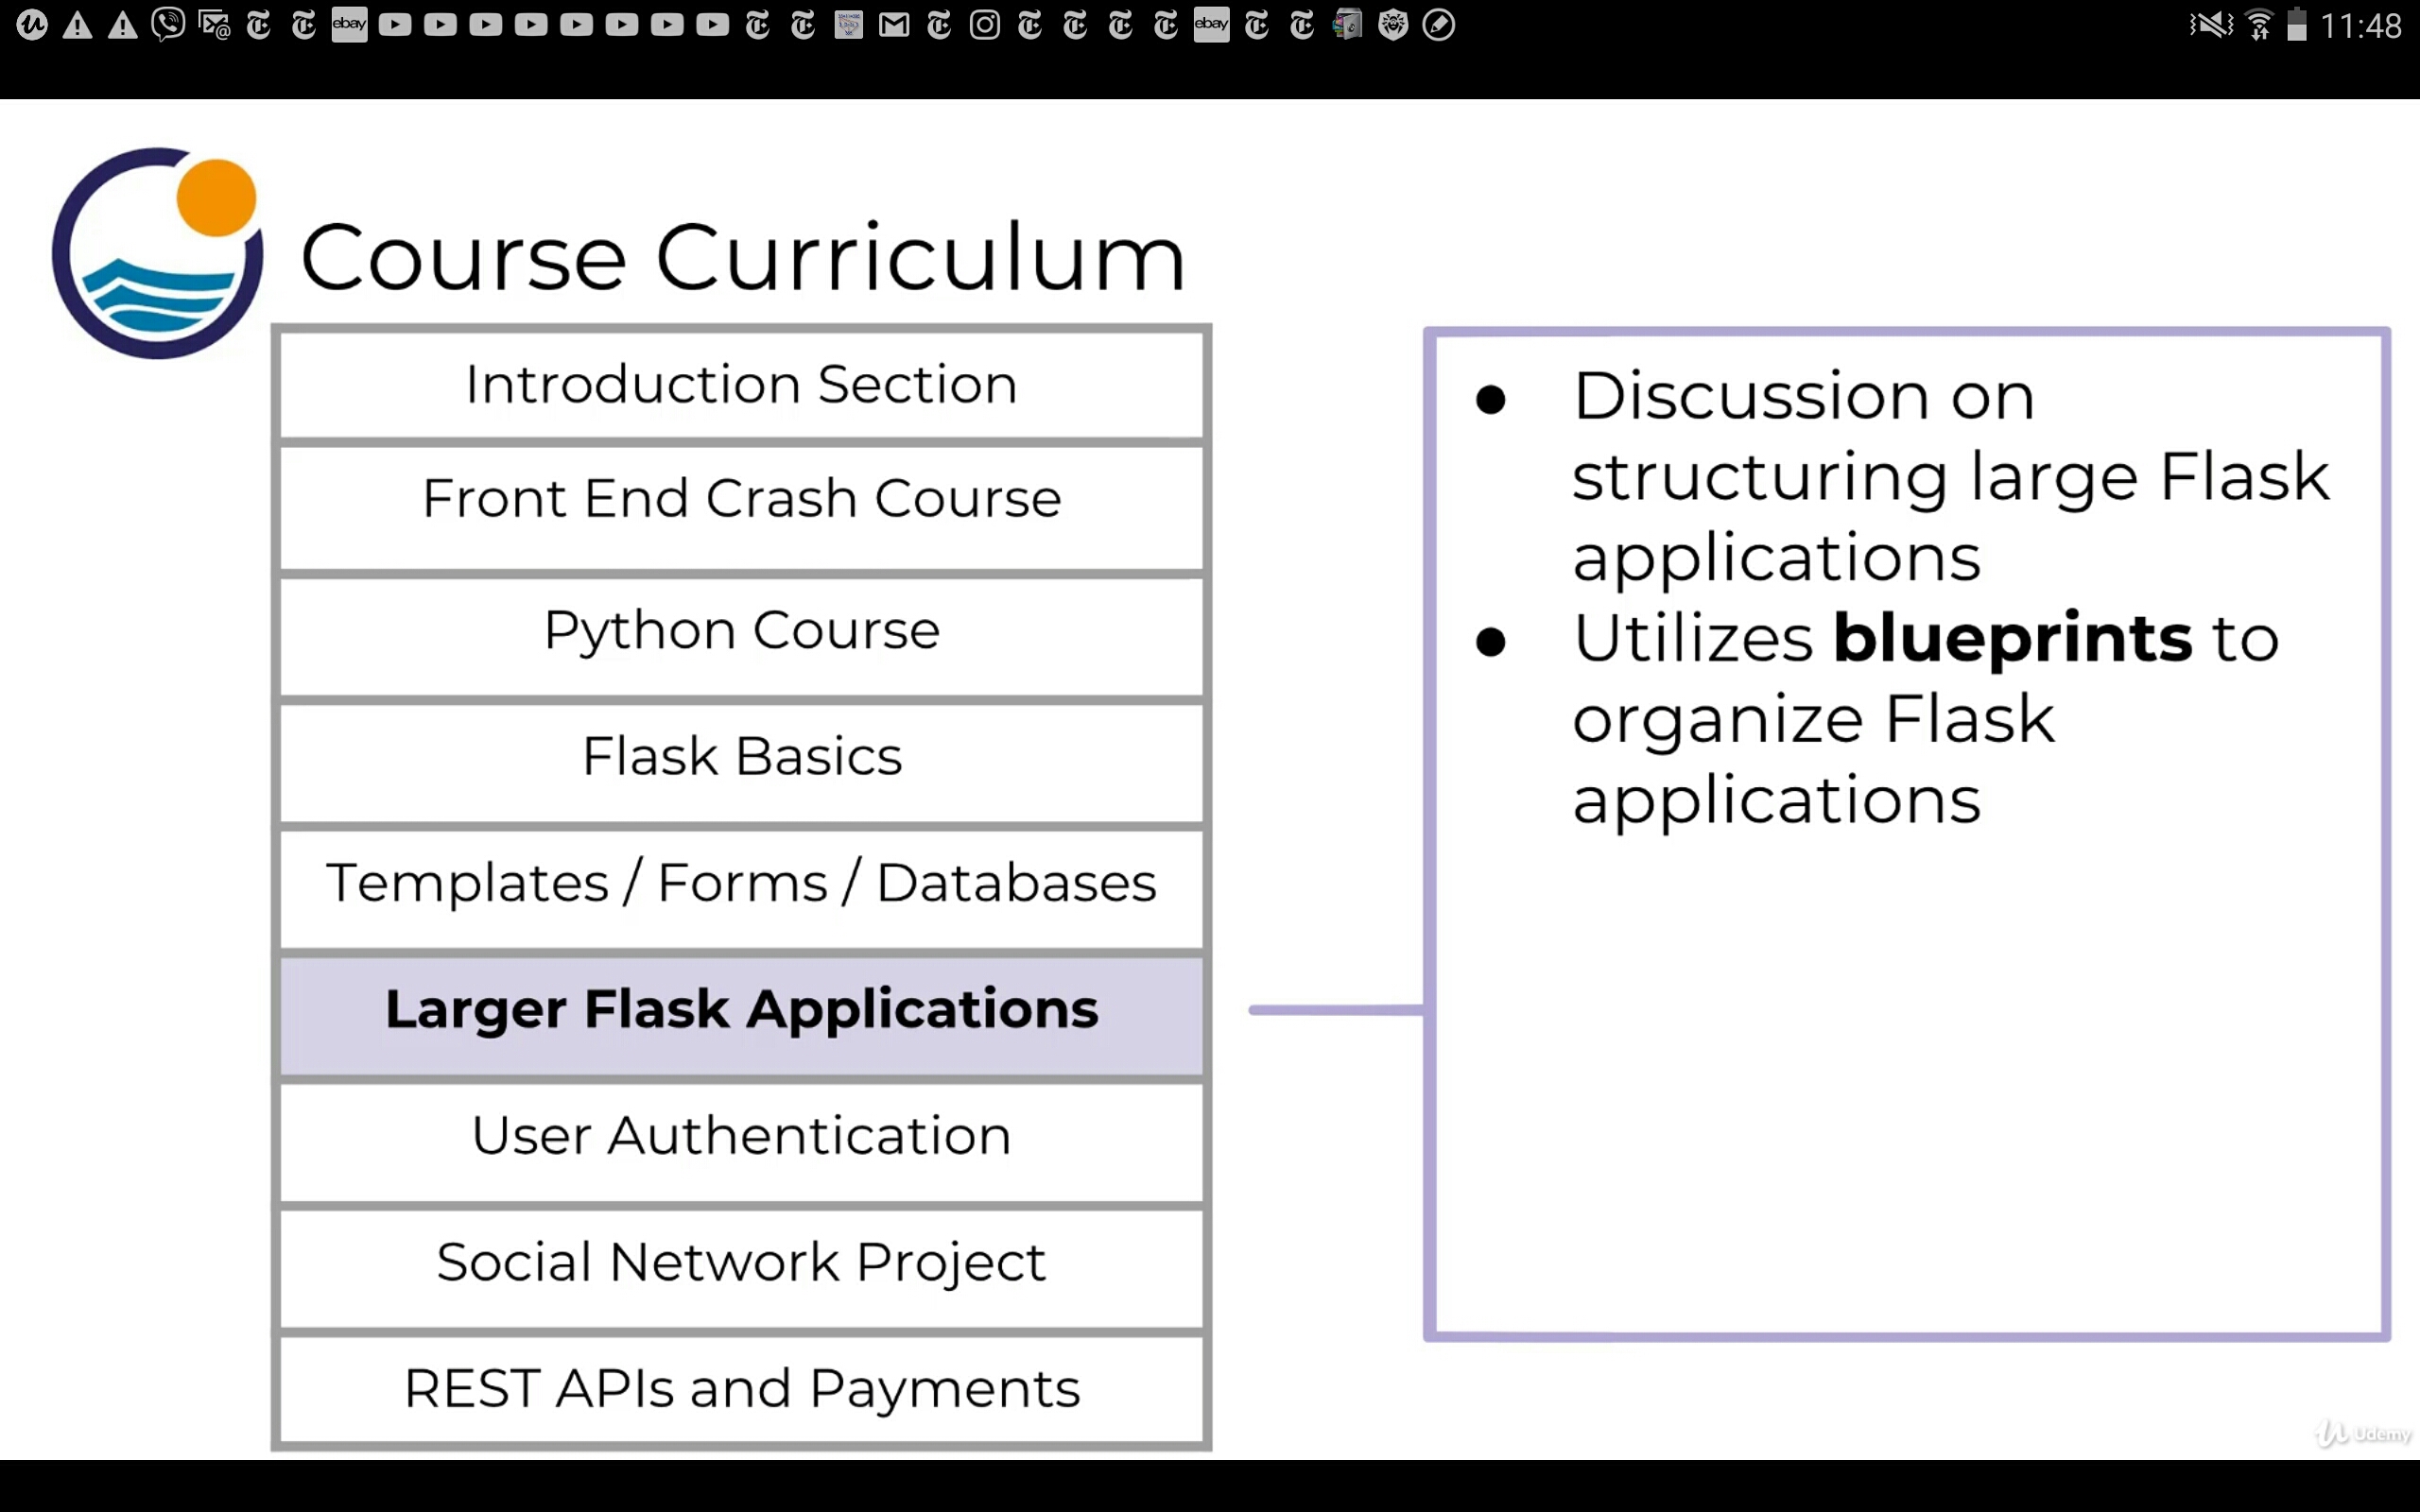 ebay
ebay
11:48
Course Curriculum
Introduction Section
Front End Crash Course
Python Course
Flask Basics
Templates / Forms / Databases
Larger Flask Applications
User Authentication
Social Network Project
REST APIs and Payments
● Discussion on
structuring large Flask
applications
● Utilizes blueprints to
organize Flask
applications
Udemy